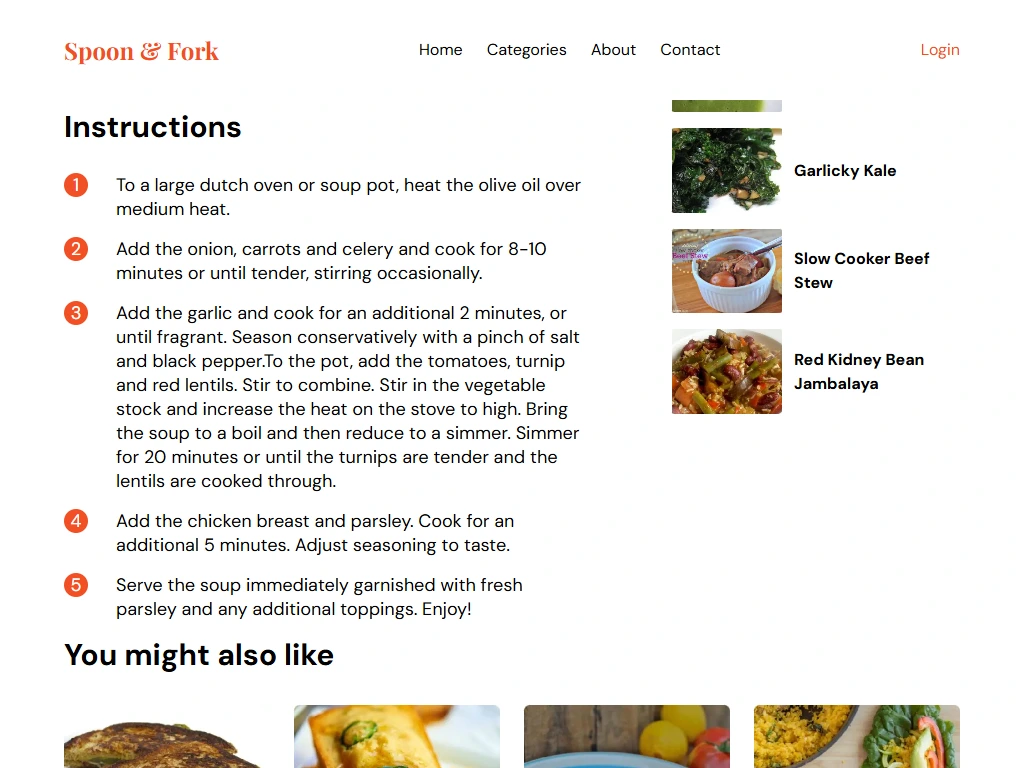 Spoon & Fork
Home
Categories
About
Contact
Login
Instructions
1
To a large dutch oven or soup pot, heat the olive oil over
medium heat.
2
Add the onion, carrots and celery and cook for 8-10
minutes or until tender, stirring occasionally.
3
Add the garlic and cook for an additional 2 minutes, or
until fragrant. Season conservatively with a pinch of salt
and black pepper.To the pot, add the tomatoes, turnip
and red lentils. Stir to combine. Stir in the vegetable
stock and increase the heat on the stove to high. Bring
the soup to a boil and then reduce to a simmer. Simmer
for 20 minutes or until the turnips are tender and the
lentils are cooked through.
4
Add the chicken breast and parsley. Cook for an
additional 5 minutes. Adjust seasoning to taste.
5
Serve the soup immediately garnished with fresh
parsley and any additional toppings. Enjoy!
Garlicky Kale
Beef Stew
Slow Cooker Beef
Stew
Red Kidney Bean
Jambalaya
You might also like